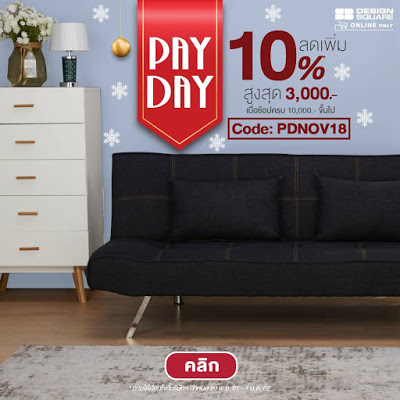 SB DESIGN
SQUARE
ONLINE ONLY
PAY
DAY
ลดเพิ่ม
10%
สูงสุด 3,000.-
เมื่อช้อปครบ 10,000.- ขึ้นไป
Code: PDNOV18
คลิก